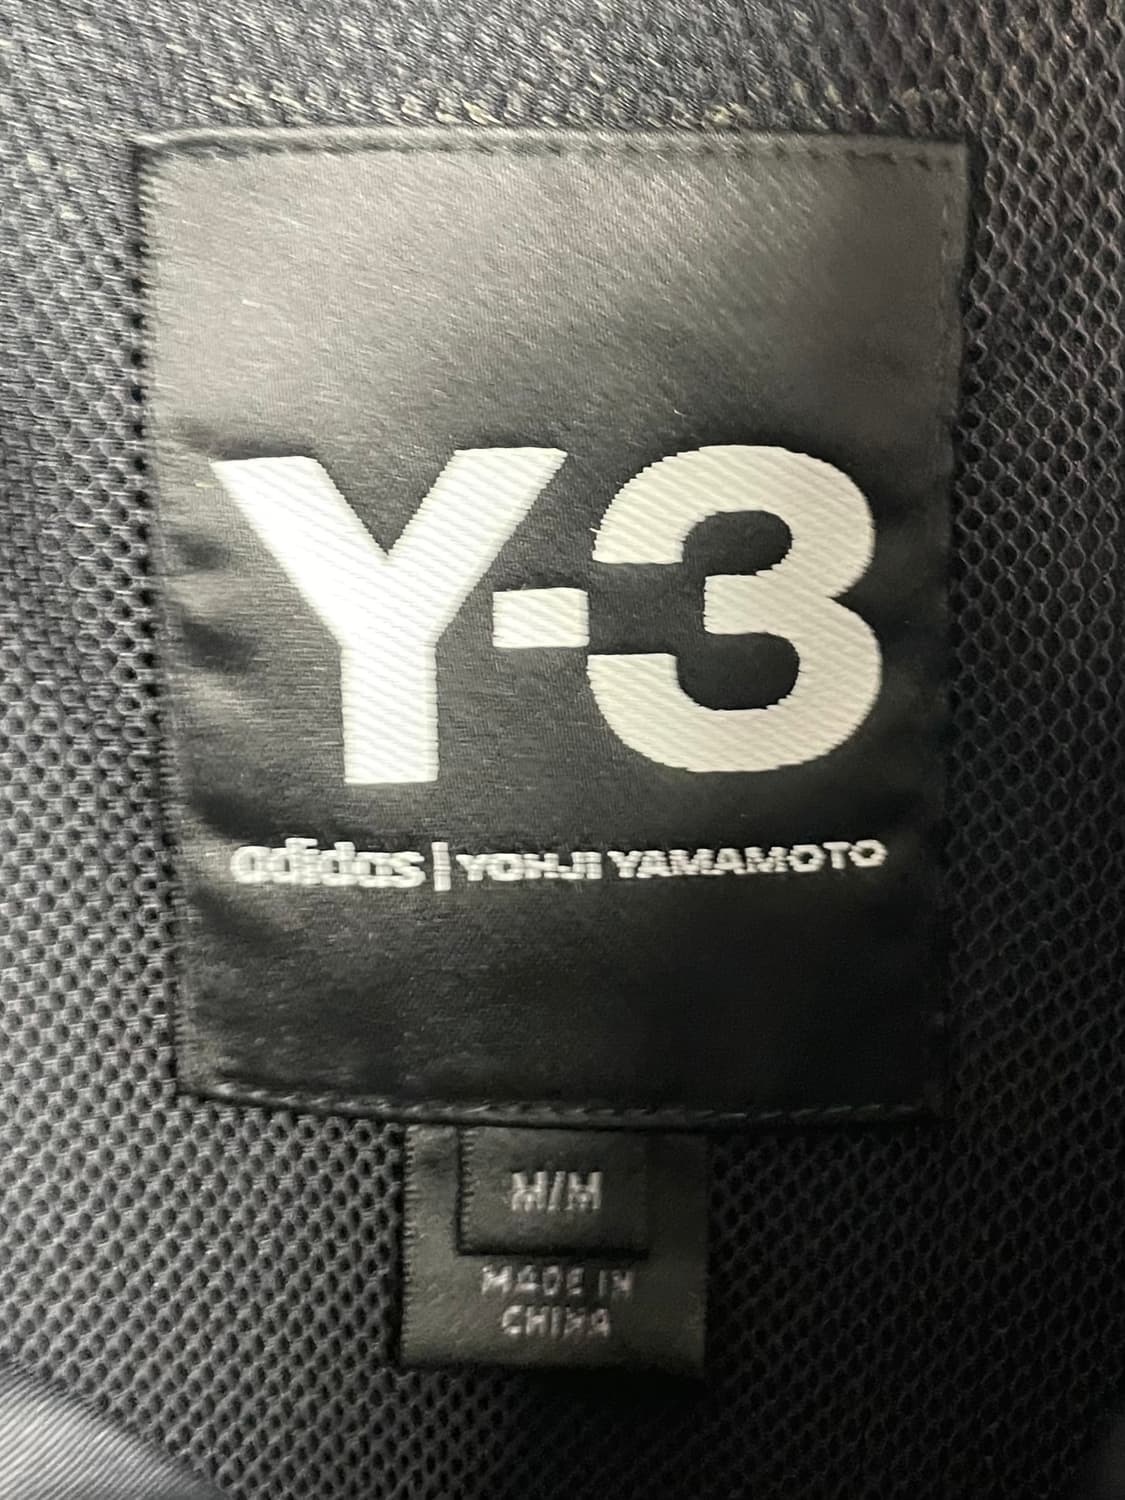 Y-3
adidas | YOHJI YAMAMOTO
M/M
MADE IN
CHINA